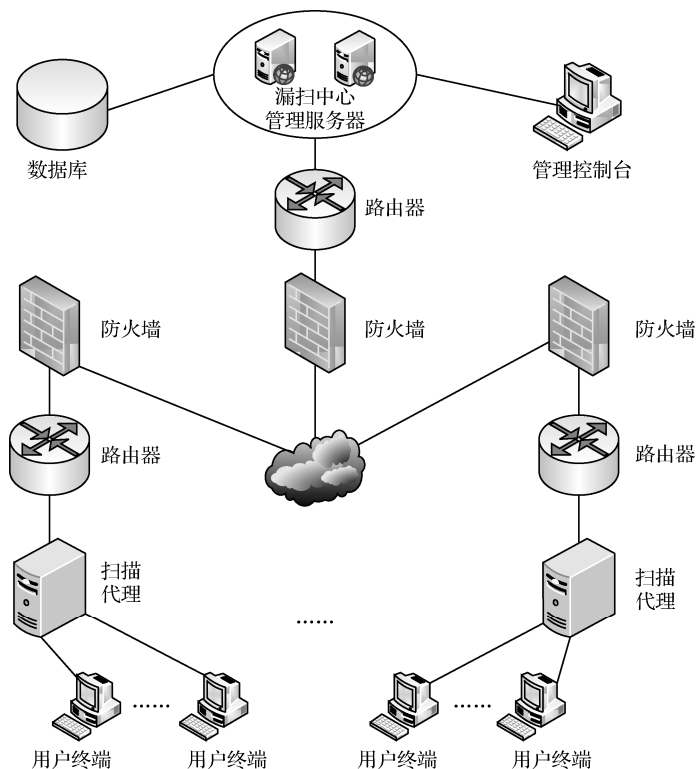 漏扫中心
管理服务器
数据库
管理控制台
路由器
防火墙
防火墙
防火墙
路由器
路由器
扫描
代理
扫描
代理
……
……
……
用户终端
用户终端
用户终端
用户终端